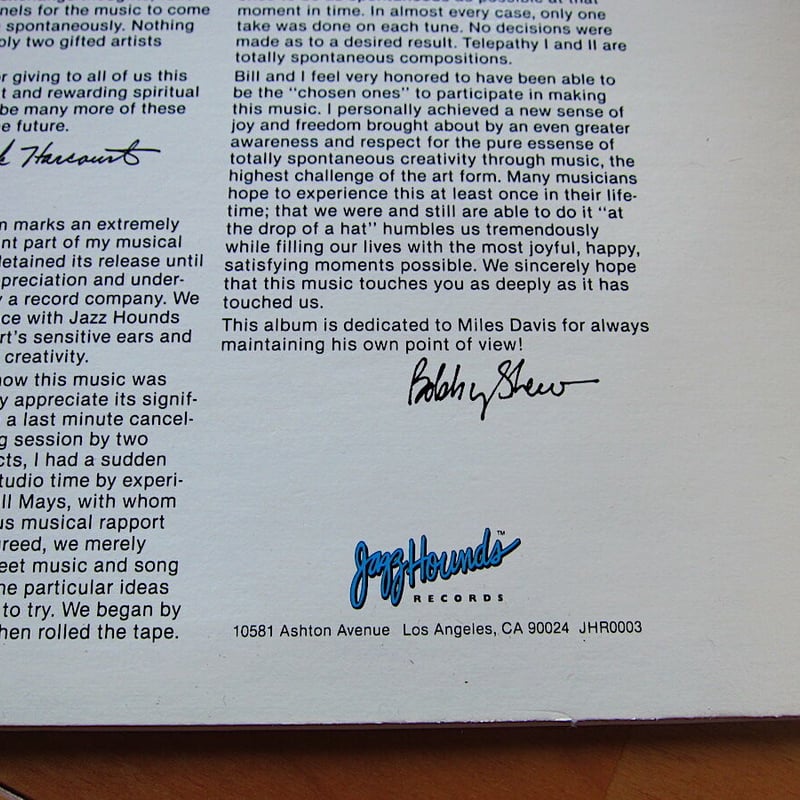 nels for the music to come
spontaneously. Nothing
two gifted artists
r giving to all of us this
t and rewarding spiritual
be many more of these
e future.
k Harcourt
n marks an extremely
nt part of my musical
detained its release until
preciation and under-
y a record company. We
ce with Jazz Hounds
rt's sensitive ears and
creativity.
ow this music was
y appreciate its signif-
a last minute cancel-
g session by two
cts, I had a sudden
tudio time by experi-
ll Mays, with whom
us musical rapport
reed, we merely
eet music and song
ne particular ideas
to try. We began by
hen rolled the tape.
moment in time. In almost every case, only one
take was done on each tune. No decisions were
made as to a desired result. Telepathy I and II are
totally spontaneous compositions.
Bill and I feel very honored to have been able to
be the "chosen ones" to participate in making
this music. I personally achieved a new sense of
joy and freedom brought about by an even greater
awareness and respect for the pure essense of
totally spontaneous creativity through music, the
highest challenge of the art form. Many musicians
hope to experience this at least once in their life-
time; that we were and still are able to do it "at
the drop of a hat" humbles us tremendously
while filling our lives with the most joyful, happy,
satisfying moments possible. We sincerely hope
that this music touches you as deeply as it has
touched us.
This album is dedicated to Miles Davis for always
maintaining his own point of view!
Bobby Shew
Jazz Hounds™
RECORDS
10581 Ashton Avenue Los Angeles, CA 90024 JHR0003